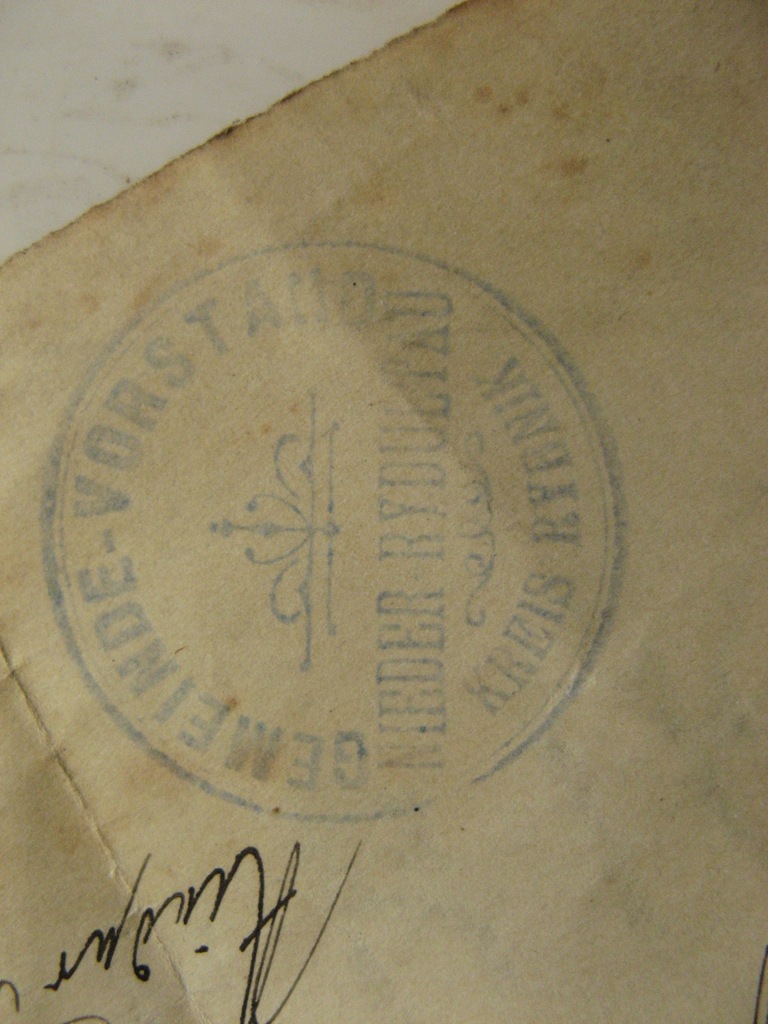 GEMEINDE-VORSTAND
NIEDER RYDULTAU
KREIS RYBNIK